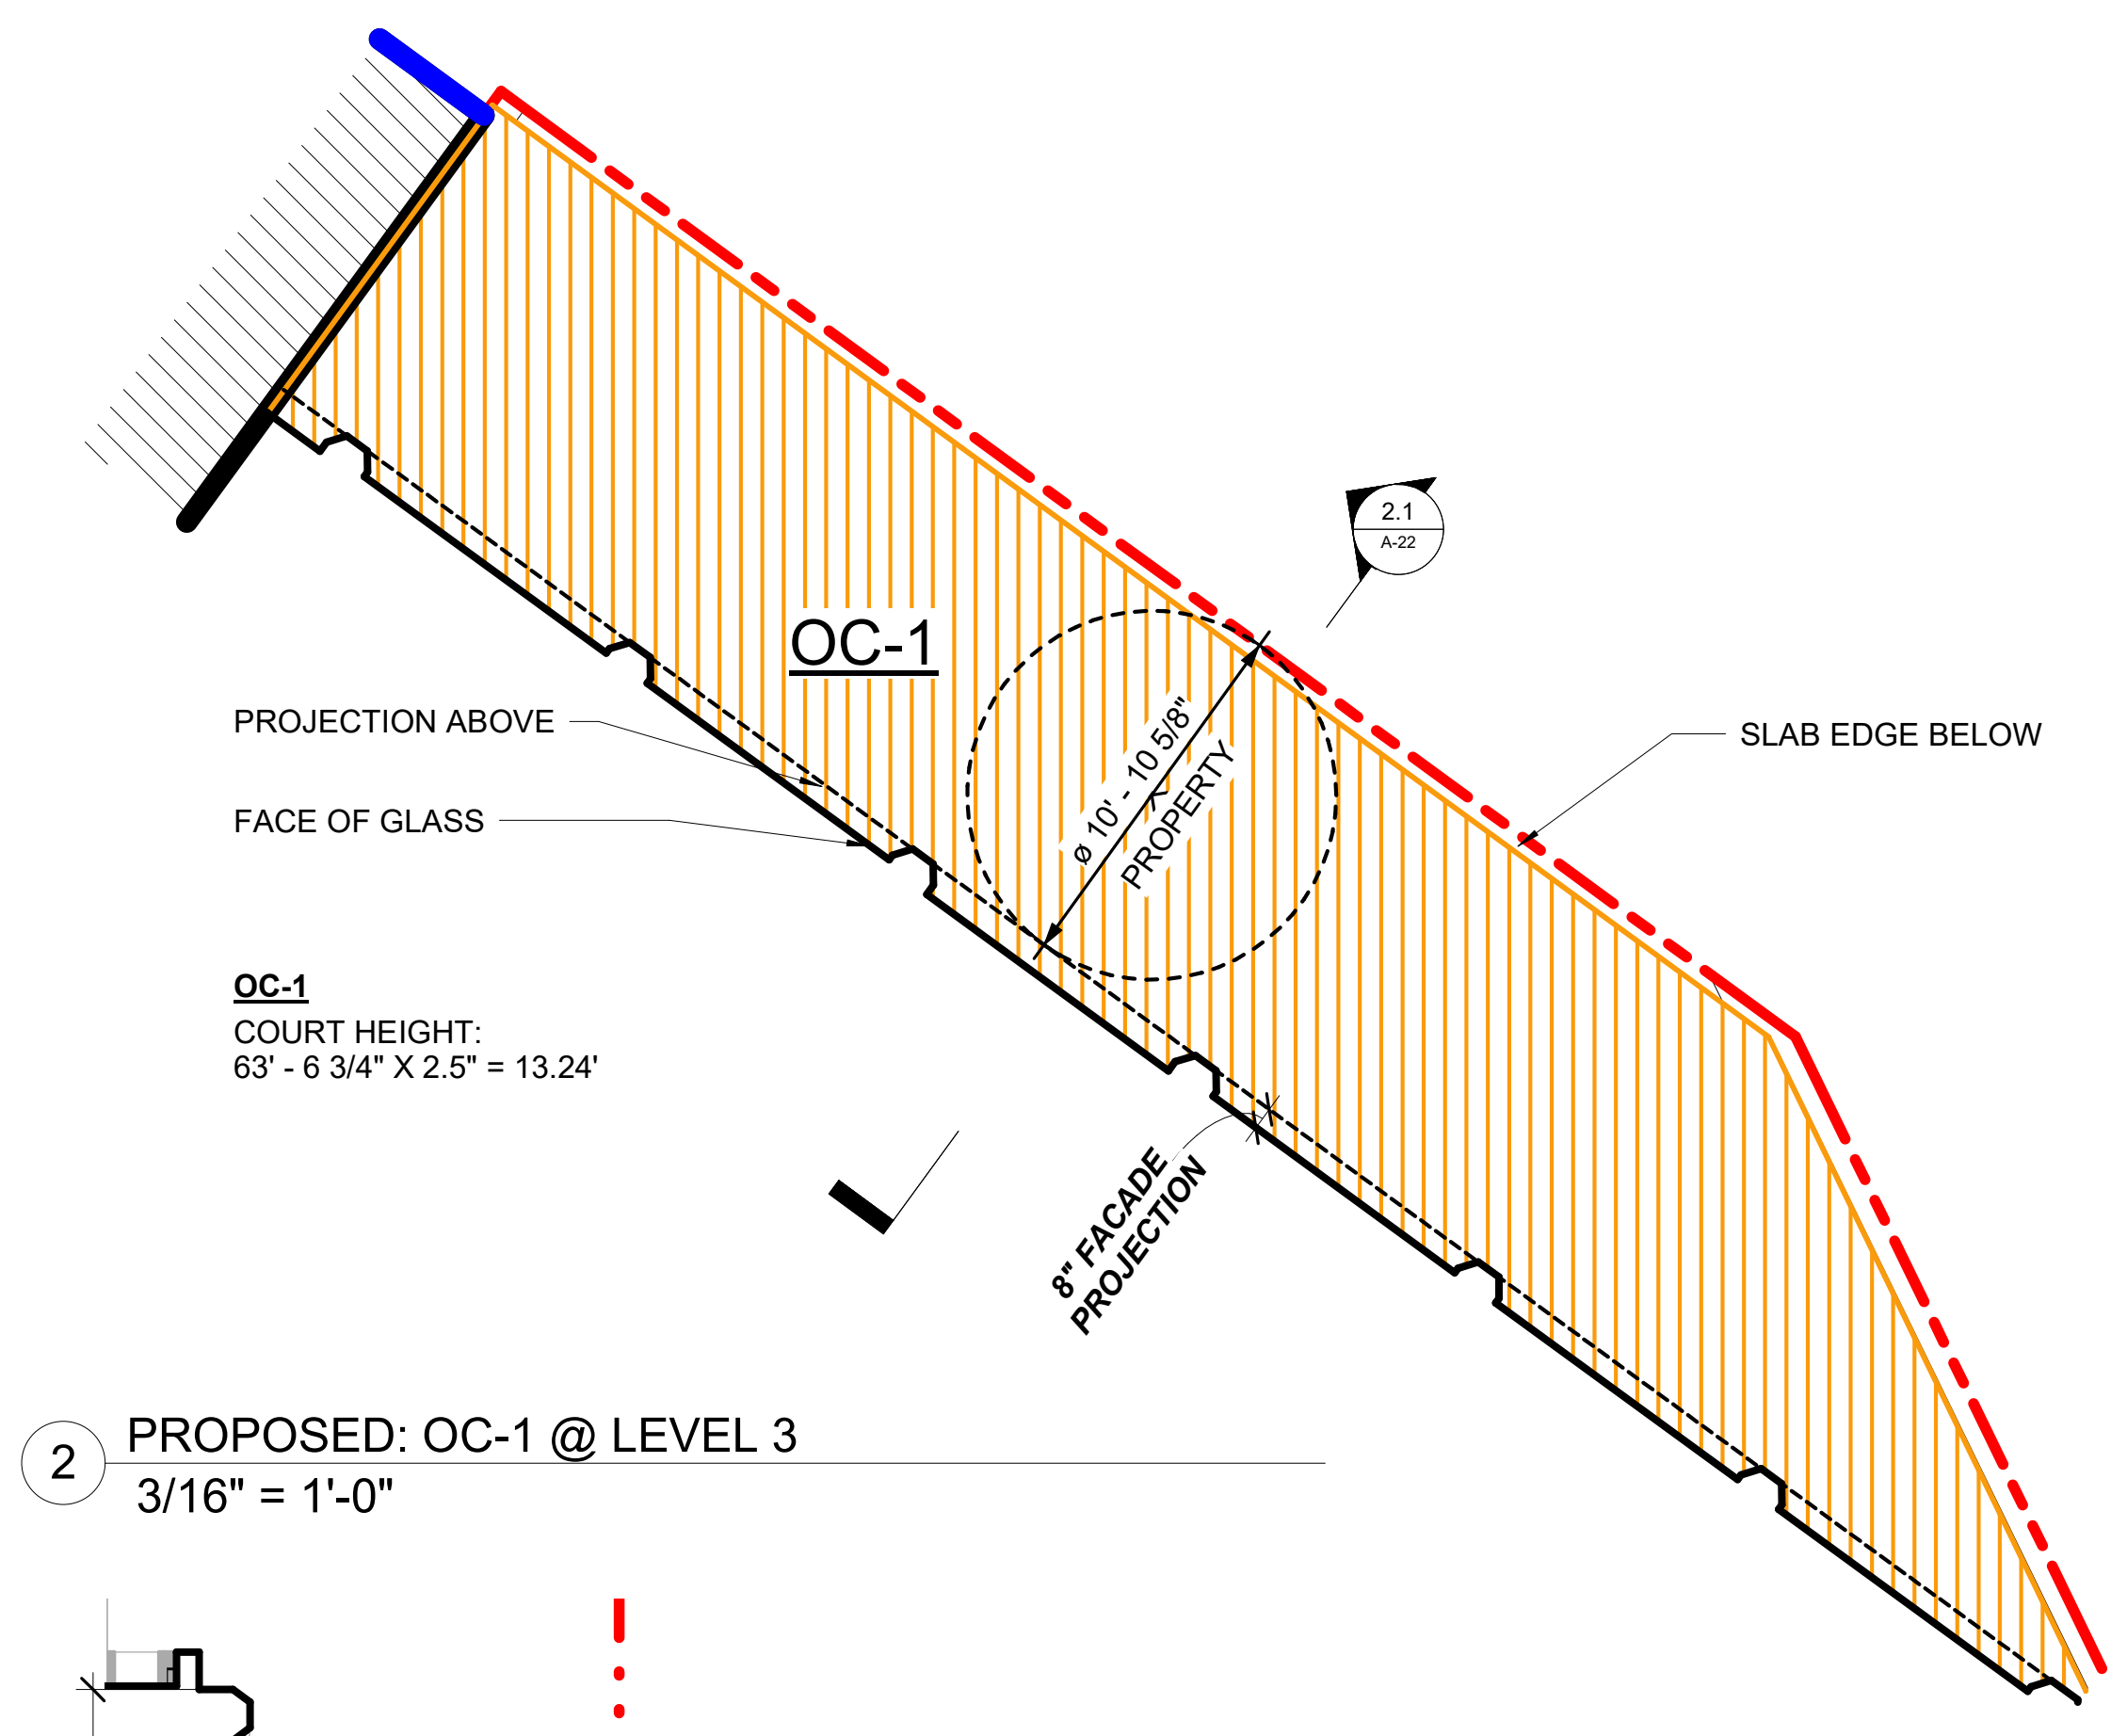 2.1
A-22
OC-1
PROJECTION ABOVE
FACE OF GLASS
ø 10' - 10 5/8"
X
PROPERTY
SLAB EDGE BELOW
OC-1
COURT HEIGHT:
63' - 6 3/4" X 2.5" = 13.24'
8" FACADE
PROJECTION
2
PROPOSED: OC-1 @ LEVEL 3
3/16" = 1'-0"